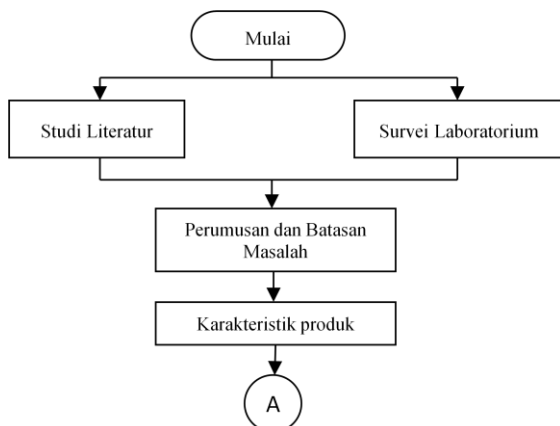 Mulai
Studi Literatur
Survei Laboratorium
Perumusan dan Batasan
Masalah
Karakteristik produk
A